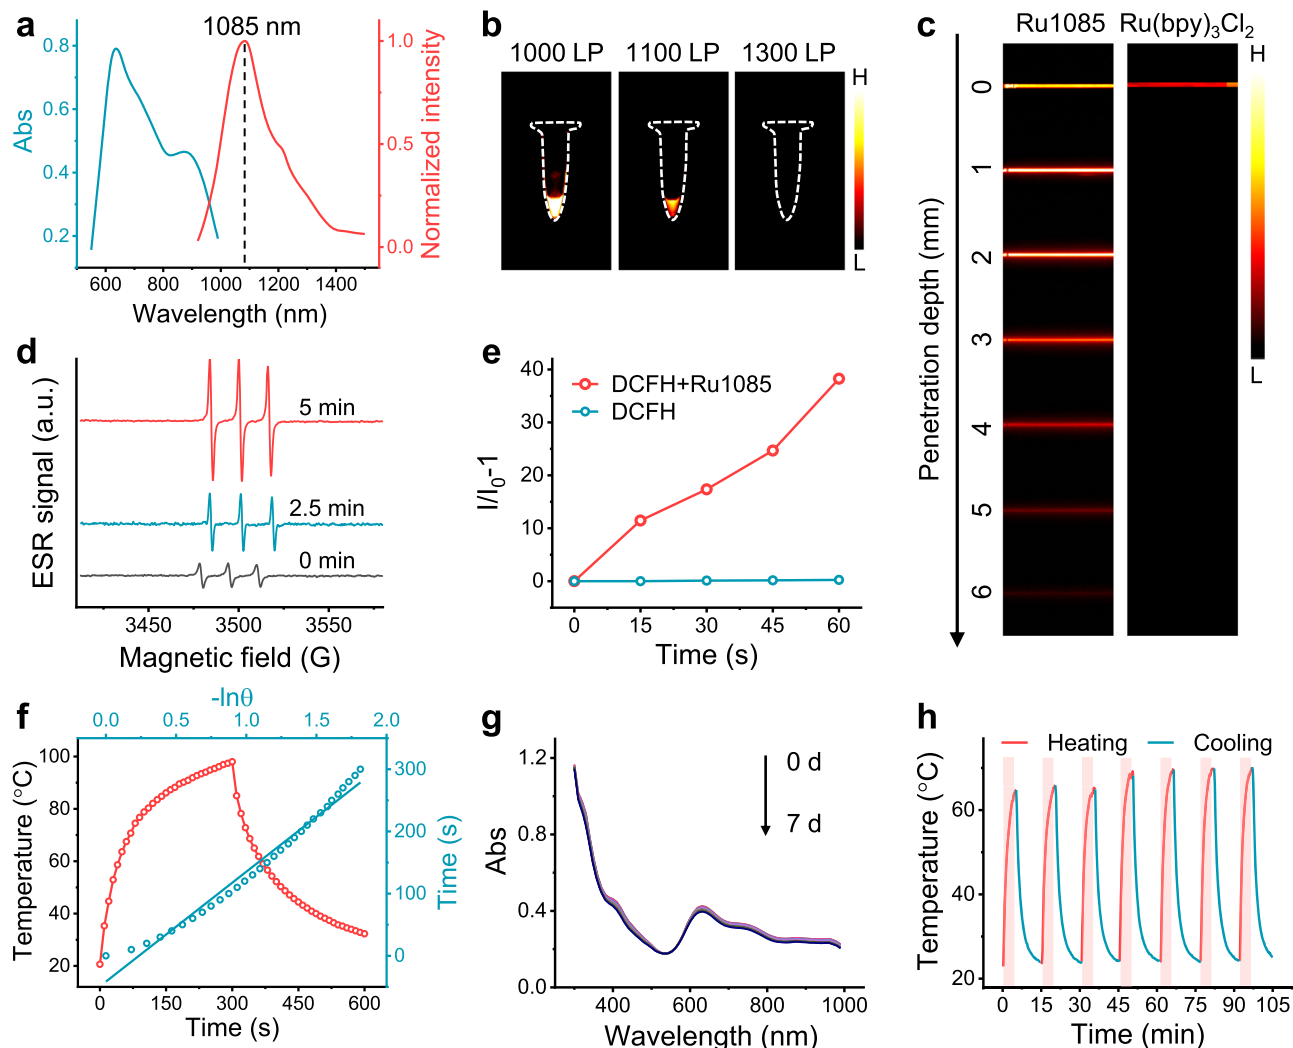 a
1085 nm
0.8
0.6
0.4
0.2
Abs
1.0
0.5
0.0
Normalized intensity
600 800 1000 1200 1400
Wavelength (nm)
b
1000 LP 1100 LP 1300 LP
H
L
c
Ru1085 Ru(bpy)₃Cl₂
H
L
0
1
2
3
4
5
6
Penetration depth (mm)
d
5 min
2.5 min
0 min
ESR signal (a.u.)
3450 3500 3550
Magnetic field (G)
e
DCFH+Ru1085
DCFH
40
30
20
10
0
I/I₀-1
0 15 30 45 60
Time (s)
f
-lnθ
0.0 0.5 1.0 1.5 2.0
100
80
60
40
20
Temperature (°C)
300
200
100
0
Time (s)
0 150 300 450 600
Time (s)
g
0 d
7 d
1.2
0.8
0.4
0.0
Abs
400 600 800 1000
Wavelength (nm)
h
Heating Cooling
60
40
20
Temperature (°C)
0 15 30 45 60 75 90 105
Time (min)